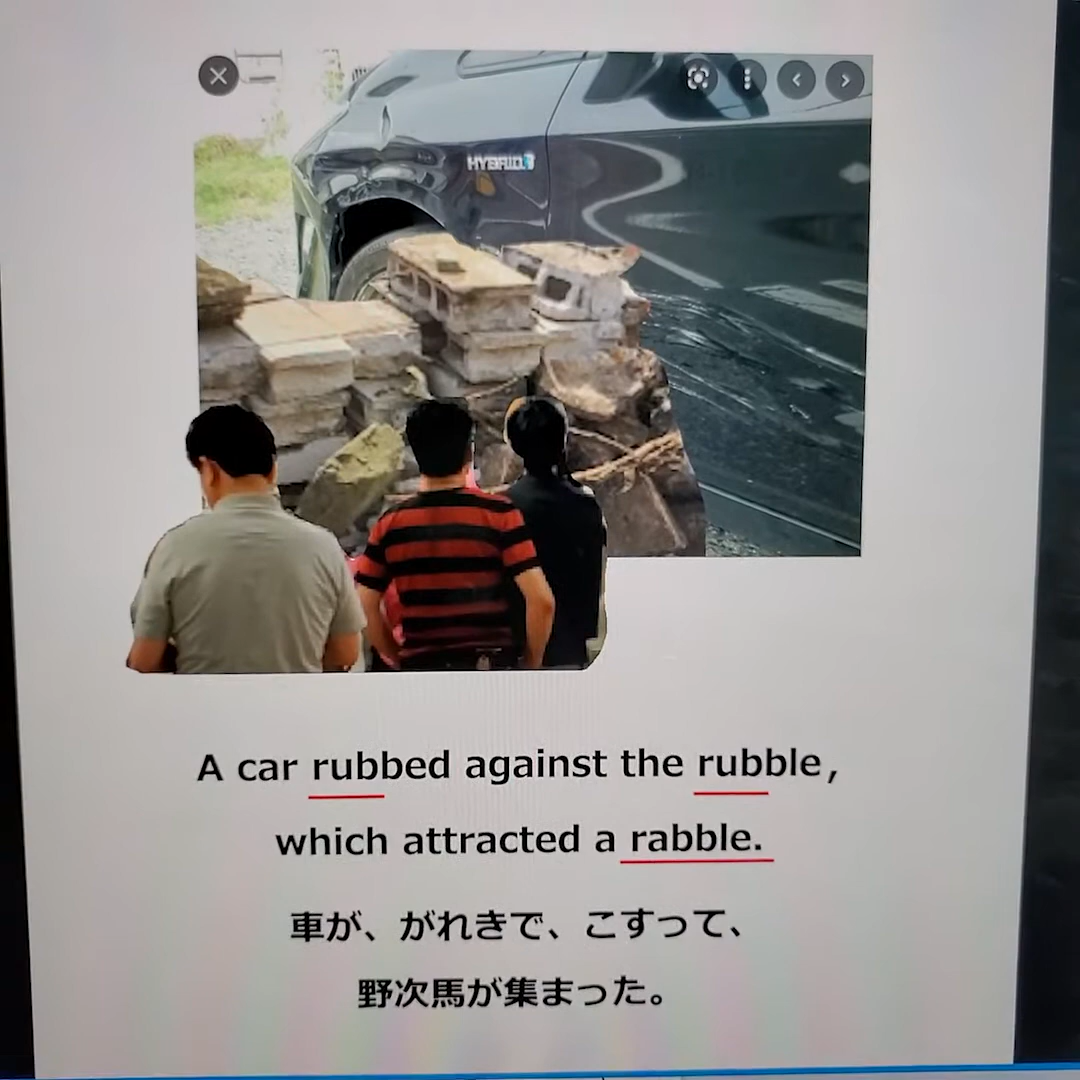 HYBRID
A car rubbed against the rubble,
which attracted a rabble.
車が、がれきで、こすって、
野次馬が集まった。